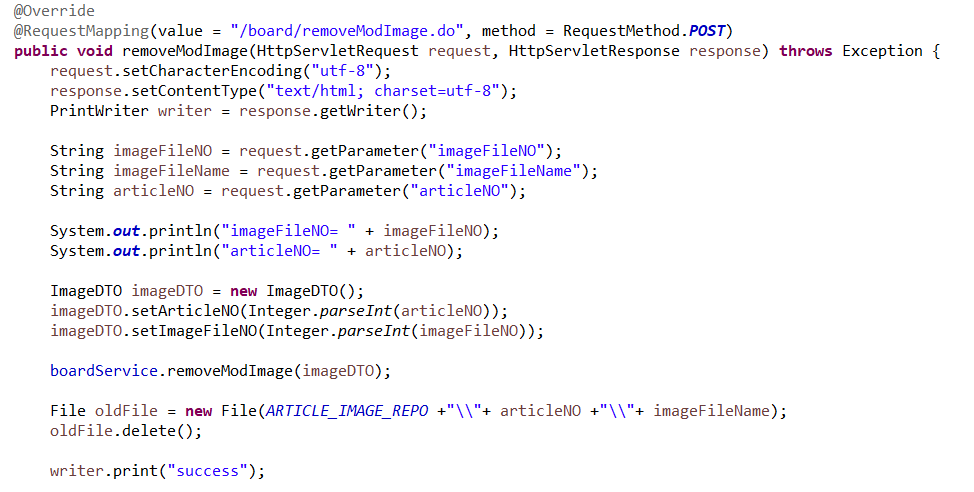 @Override
@RequestMapping(value = "/board/removeModImage.do", method = RequestMethod.POST)
public void removeModImage(HttpServletRequest request, HttpServletResponse response) throws Exception {
    request.setCharacterEncoding("utf-8");
    response.setContentType("text/html; charset=utf-8");
    PrintWriter writer = response.getWriter();

    String imageFileNO = request.getParameter("imageFileNO");
    String imageFileName = request.getParameter("imageFileName");
    String articleNO = request.getParameter("articleNO");

    System.out.println("imageFileNO= " + imageFileNO);
    System.out.println("articleNO= " + articleNO);

    ImageDTO imageDTO = new ImageDTO();
    imageDTO.setArticleNO(Integer.parseInt(articleNO));
    imageDTO.setImageFileNO(Integer.parseInt(imageFileNO));

    boardService.removeModImage(imageDTO);

    File oldFile = new File(ARTICLE_IMAGE_REPO +"\\"+ articleNO +"\\"+ imageFileName);
    oldFile.delete();

    writer.print("success");